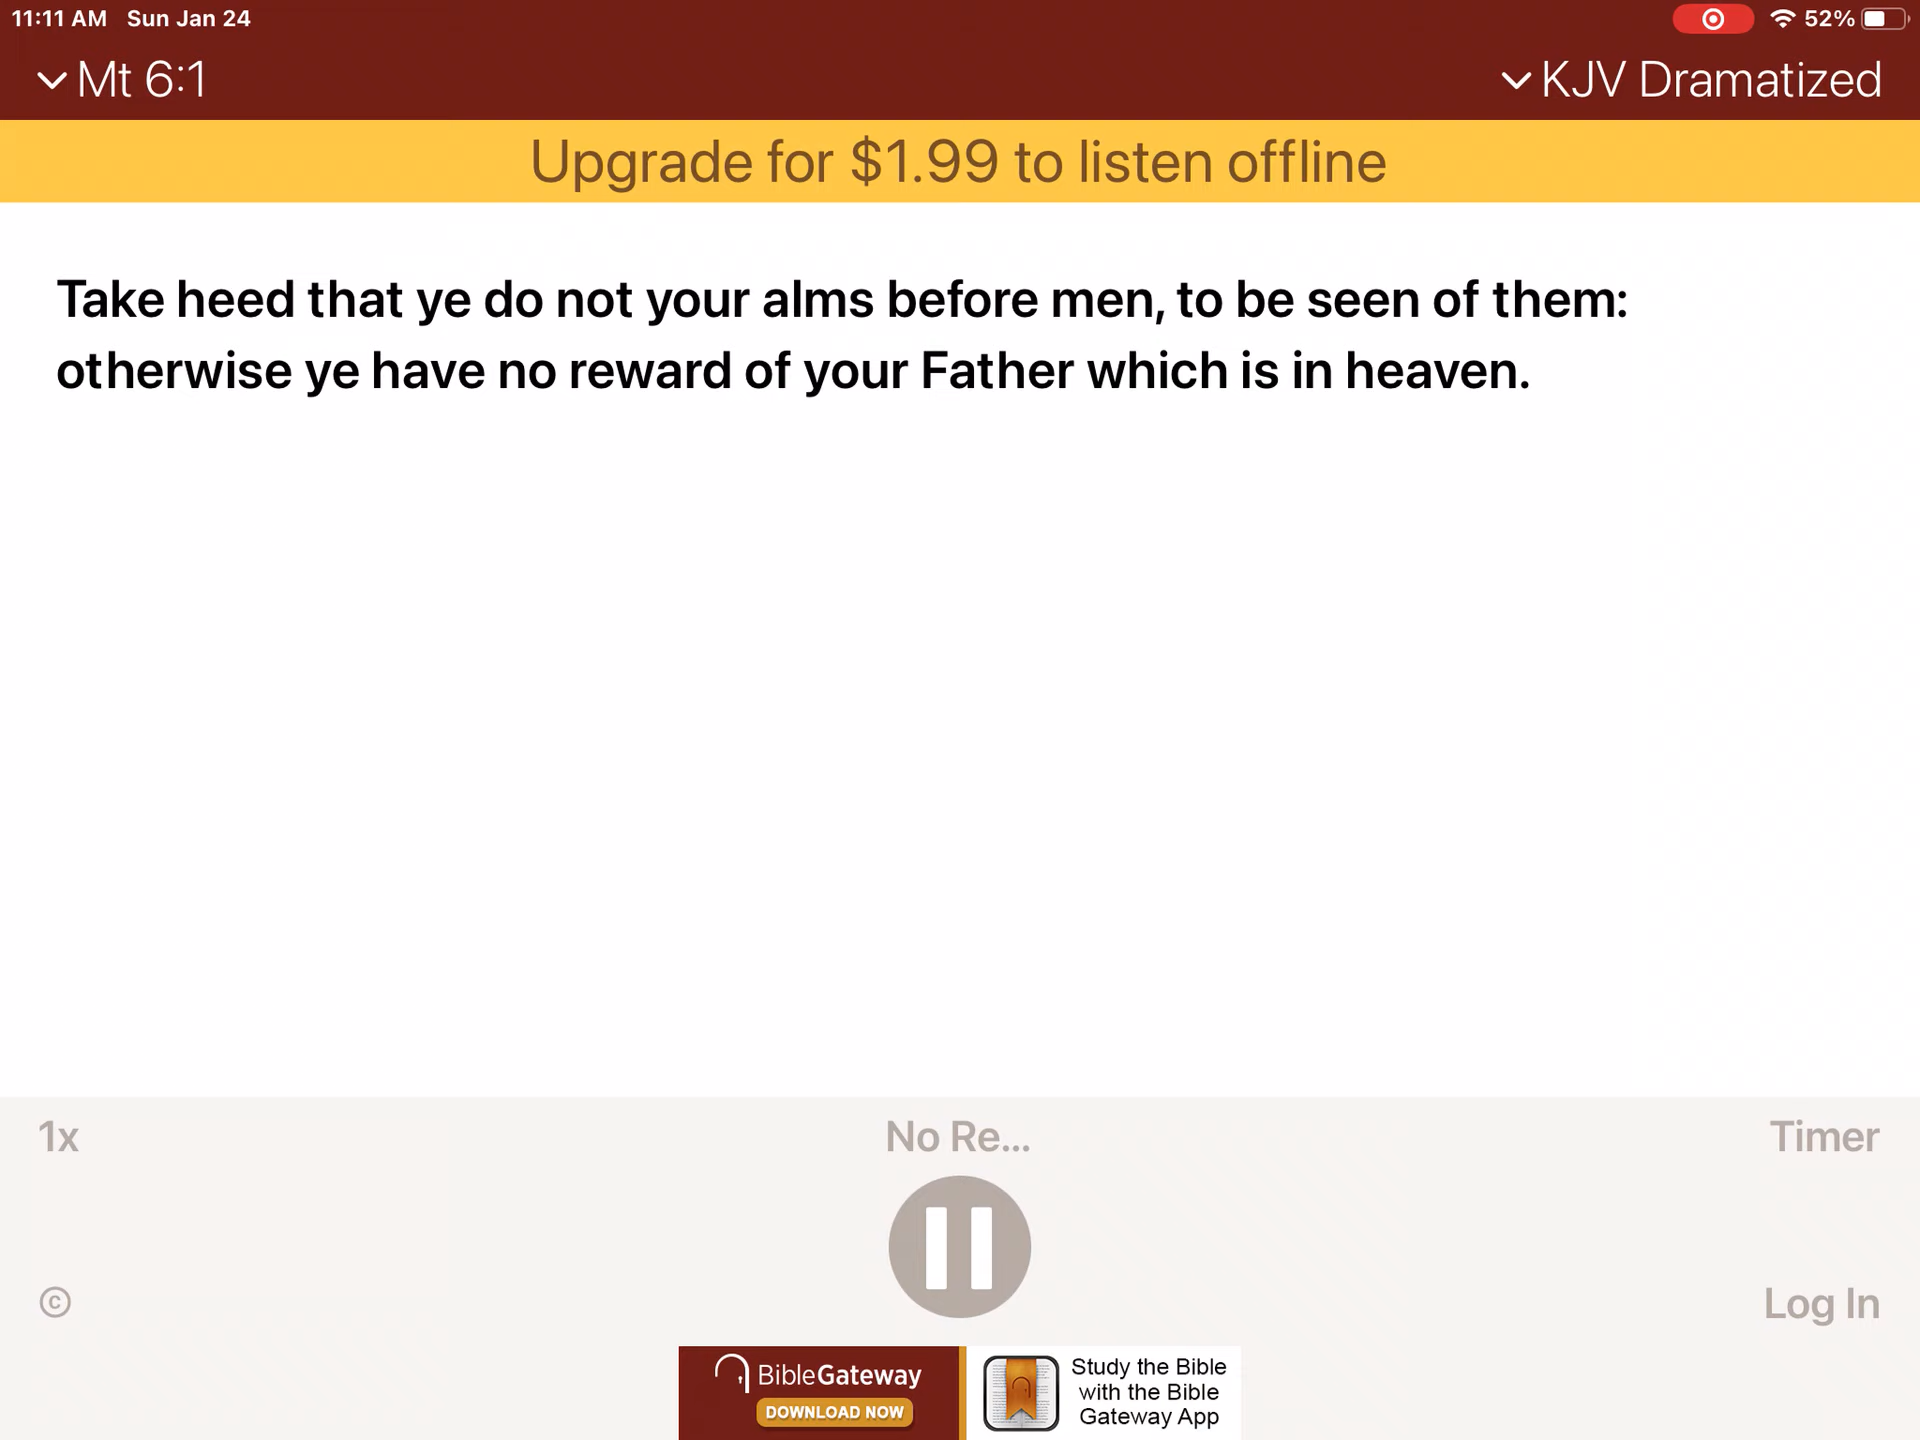 11:11 AM Sun Jan 24 52%
Mt 6:1 KJV Dramatized
Upgrade for $1.99 to listen offline
Take heed that ye do not your alms before men, to be seen of them:
otherwise ye have no reward of your Father which is in heaven.
1x No Re... Timer
© Log In
BibleGateway
DOWNLOAD NOW
Study the Bible
with the Bible
Gateway App